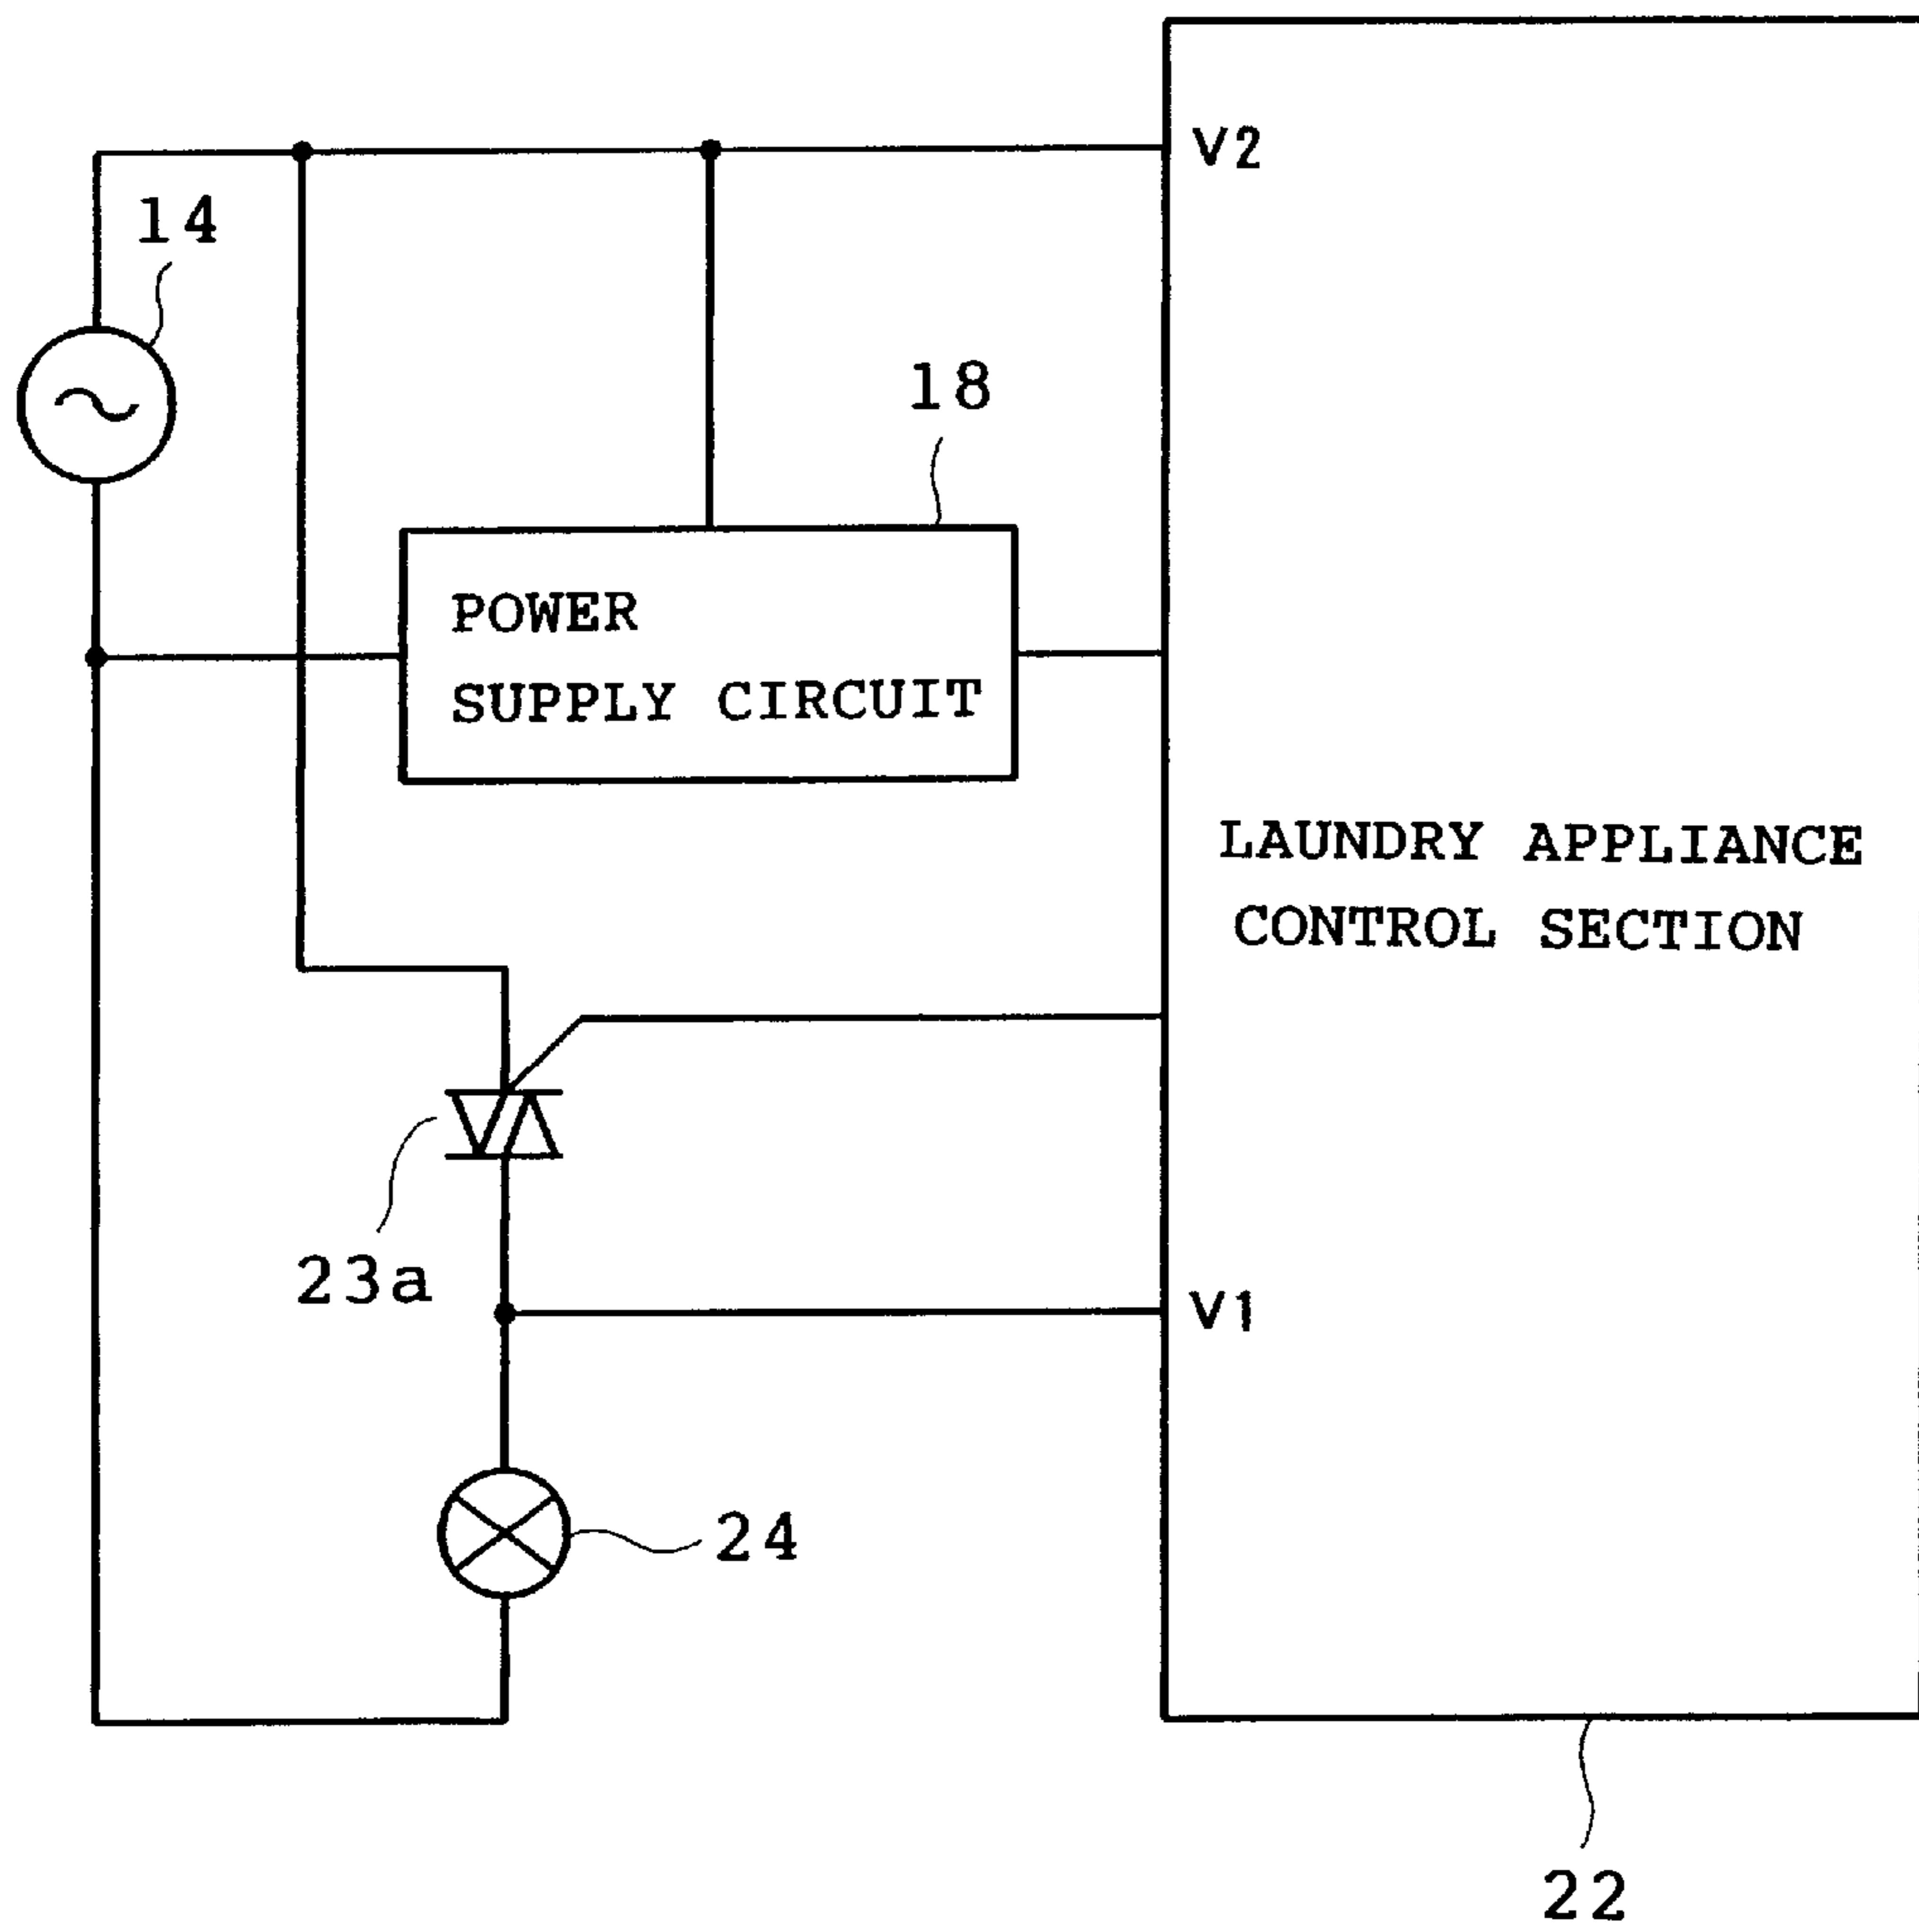 V2
14
18
POWER
SUPPLY CIRCUIT
LAUNDRY APPLIANCE
CONTROL SECTION
23a
V1
24
22